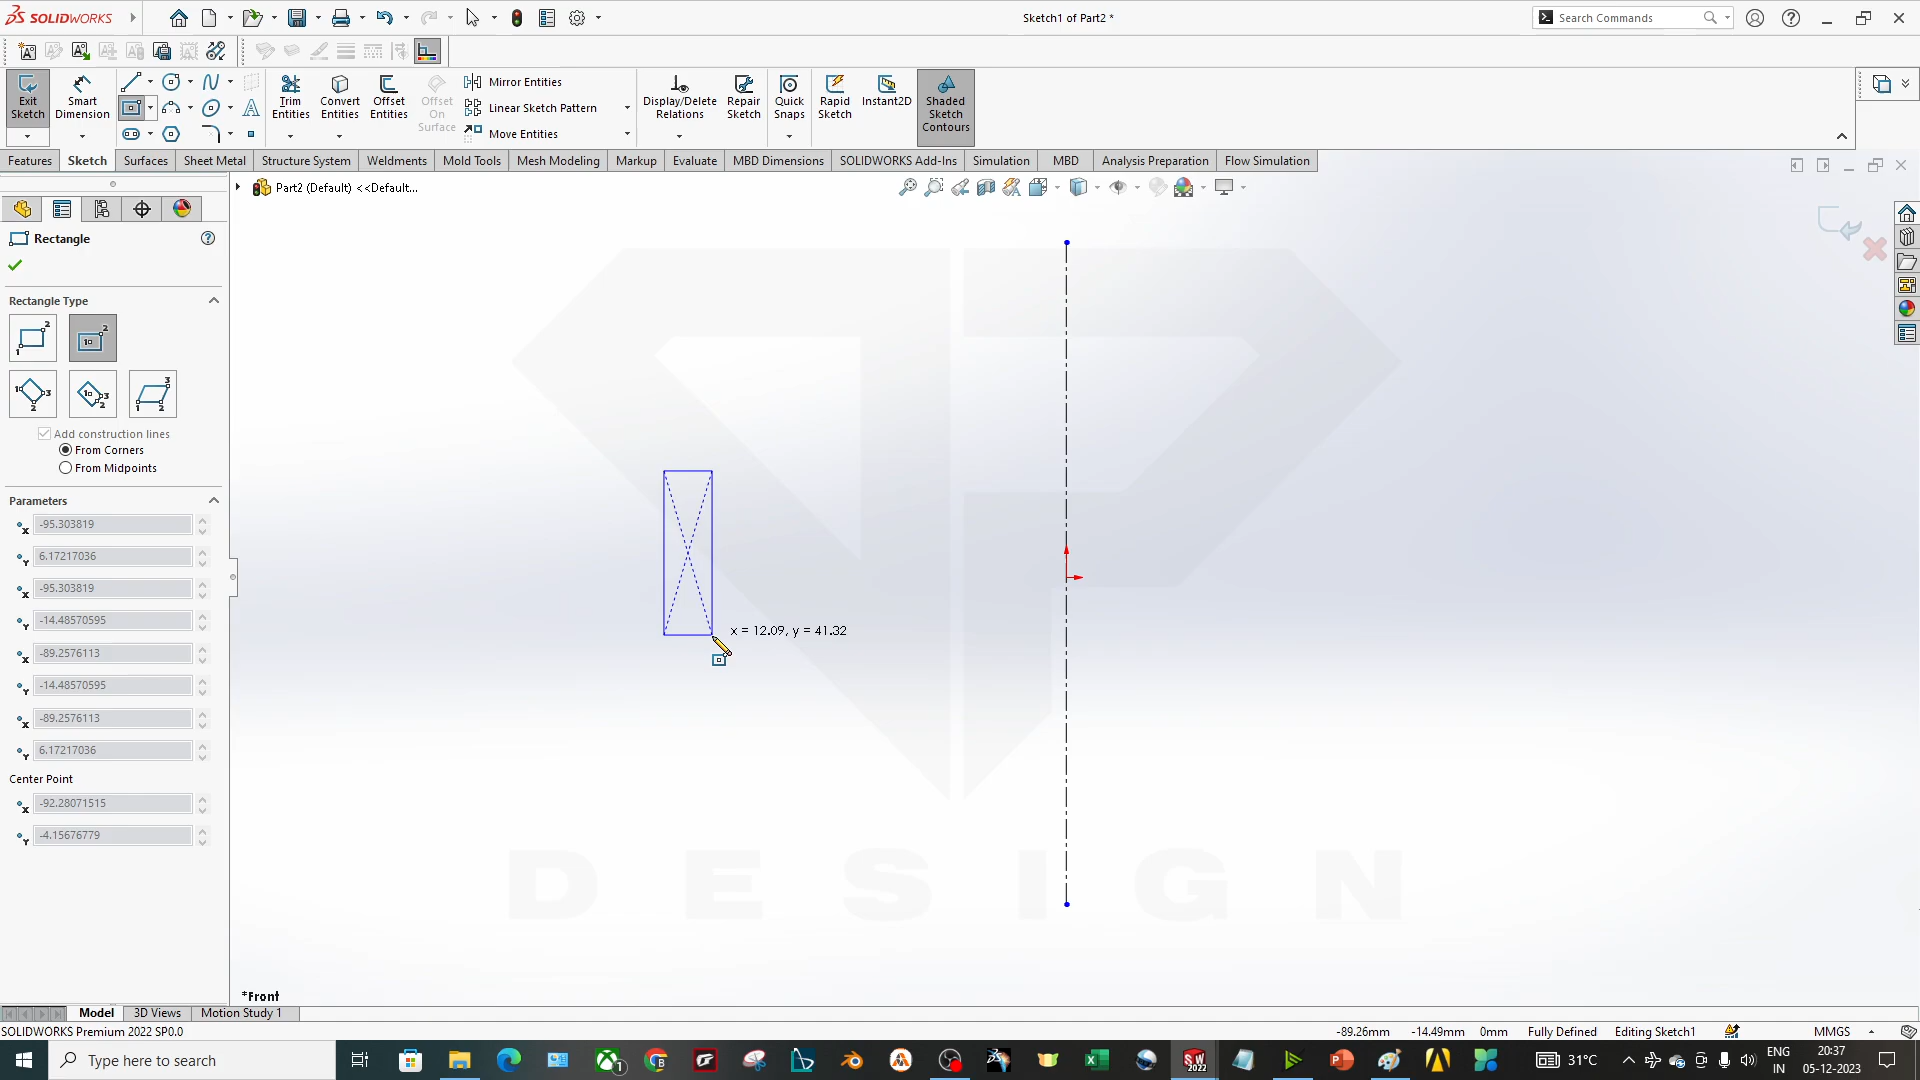 SOLIDWORKS
Sketch1 of Part2 *
Search Commands
Exit Sketch
Smart Dimension
Trim Entities
Convert Entities
Offset Entities
Offset On Surface
Mirror Entities
Linear Sketch Pattern
Move Entities
Display/Delete Relations
Repair Sketch
Quick Snaps
Rapid Sketch
Instant2D
Shaded Sketch Contours
Features
Sketch
Surfaces
Sheet Metal
Structure System
Weldments
Mold Tools
Mesh Modeling
Markup
Evaluate
MBD Dimensions
SOLIDWORKS Add-Ins
Simulation
MBD
Analysis Preparation
Flow Simulation
Part2 (Default) <<Default...
Rectangle
Rectangle Type
Add construction lines
From Corners
From Midpoints
Parameters
-95.303819
6.17217036
-95.303819
-14.48570595
-89.2576113
-14.48570595
-89.2576113
6.17217036
Center Point
-92.28071515
-4.15676779
x = 12.09, y = 41.32
DESIGN
*Front
Model
3D Views
Motion Study 1
SOLIDWORKS Premium 2022 SP0.0
-89.26mm
-14.49mm
0mm
Fully Defined
Editing Sketch1
MMGS
Type here to search
31°C
ENG
IN
20:37
05-12-2023